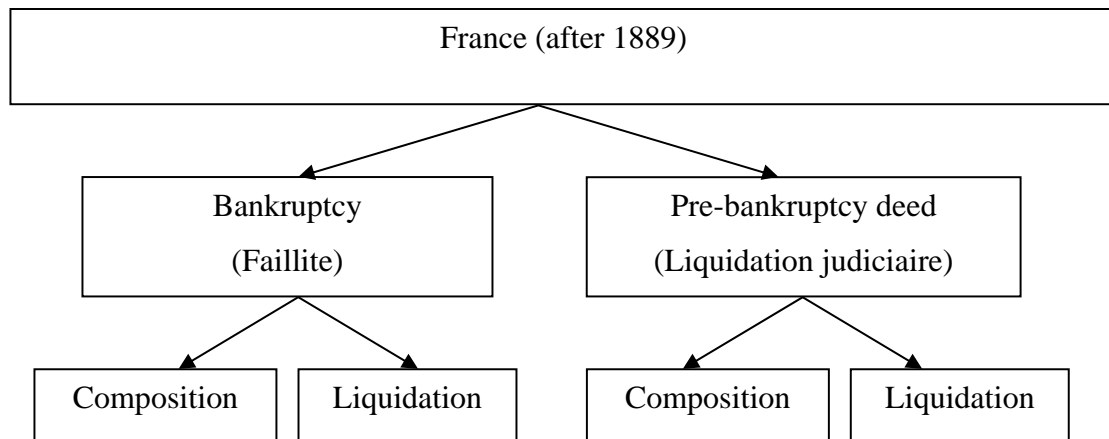 France (after 1889)
Bankruptcy
(Faillite)
Pre-bankruptcy deed
(Liquidation judiciaire)
Composition
Liquidation
Composition
Liquidation